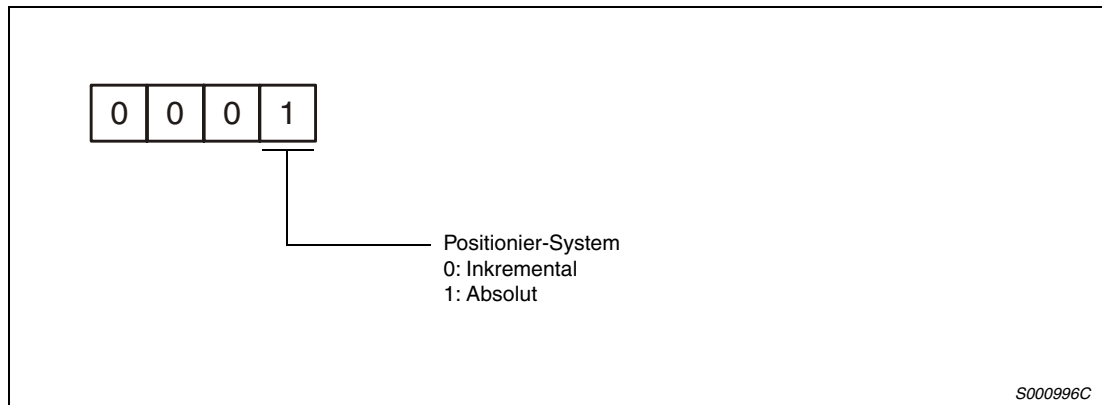 0 0 0 1
Positionier-System
0: Inkremental
1: Absolut
S000996C